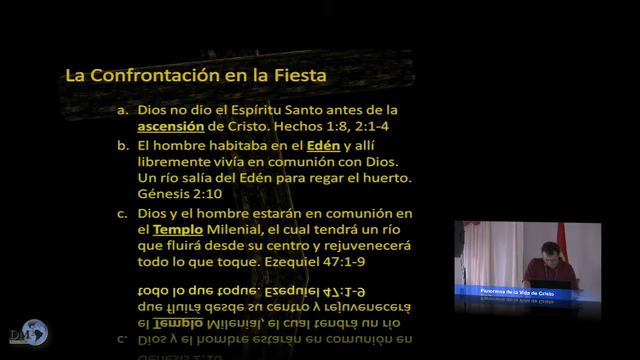 La Confrontación en la Fiesta
a. Dios no dio el Espíritu Santo antes de la
ascensión de Cristo. Hechos 1:8, 2:1-4
b. El hombre habitaba en el Edén y allí
libremente vivía en comunión con Dios.
Un río salía del Edén para regar el huerto.
Génesis 2:10
c. Dios y el hombre estarán en comunión en
el Templo Milenial, el cual tendrá un río
que fluirá desde su centro y rejuvenecerá
todo lo que toque. Ezequiel 47:1-9
Panorama de la Vida de Cristo
DM